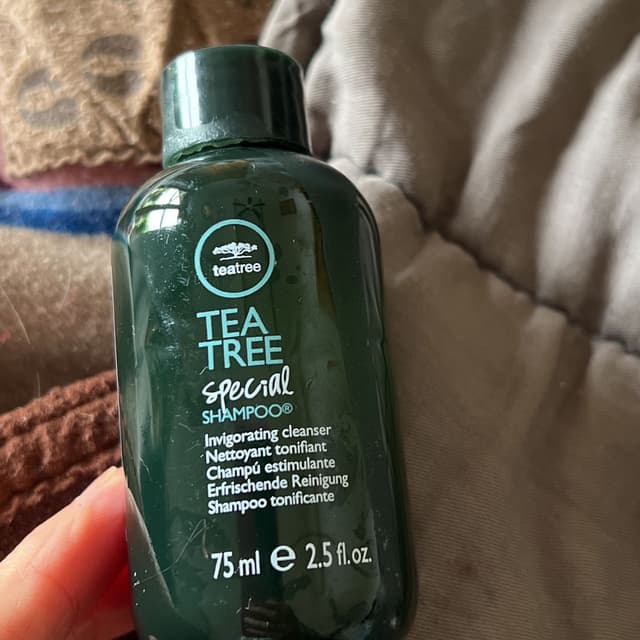 teatree
TEA
TREE
special
SHAMPOO®
Invigorating cleanser
Nettoyant tonifiant
Champú estimulante
Erfrischende Reinigung
Shampoo tonificante
75 ml e 2.5 fl.oz.